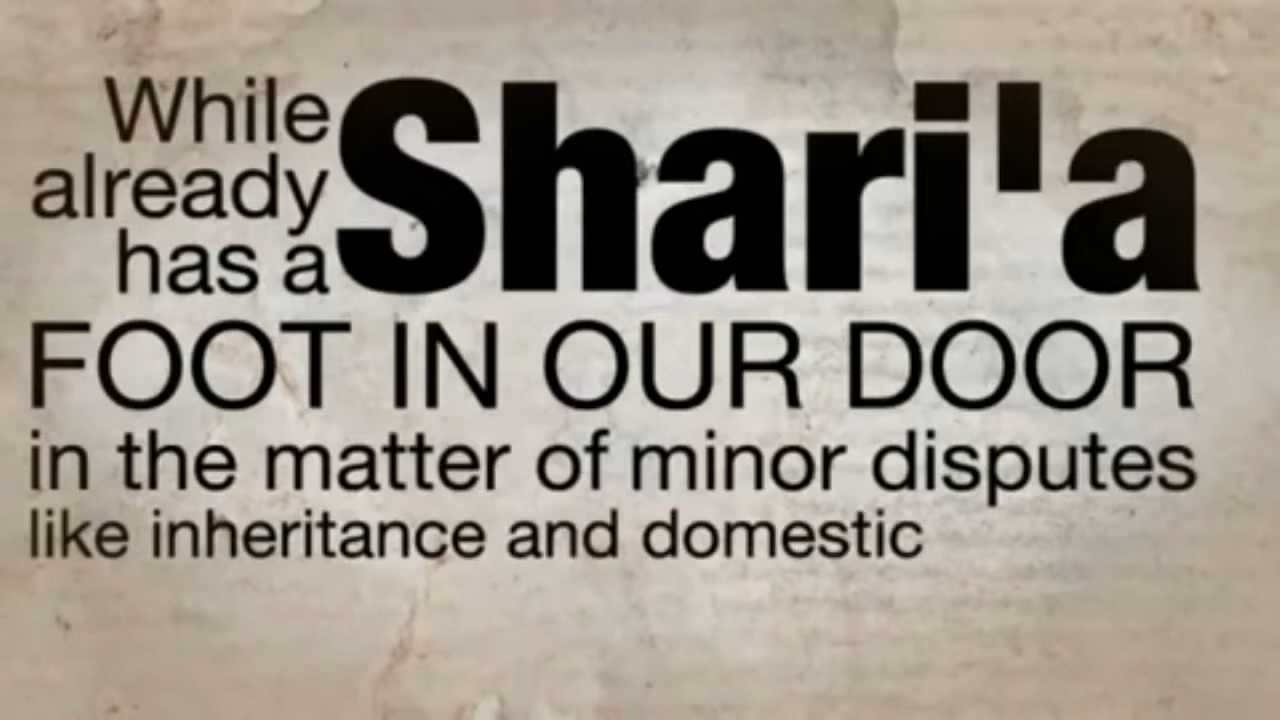 While
already
has a
Shari'a
FOOT IN OUR DOOR
in the matter of minor disputes
like inheritance and domestic